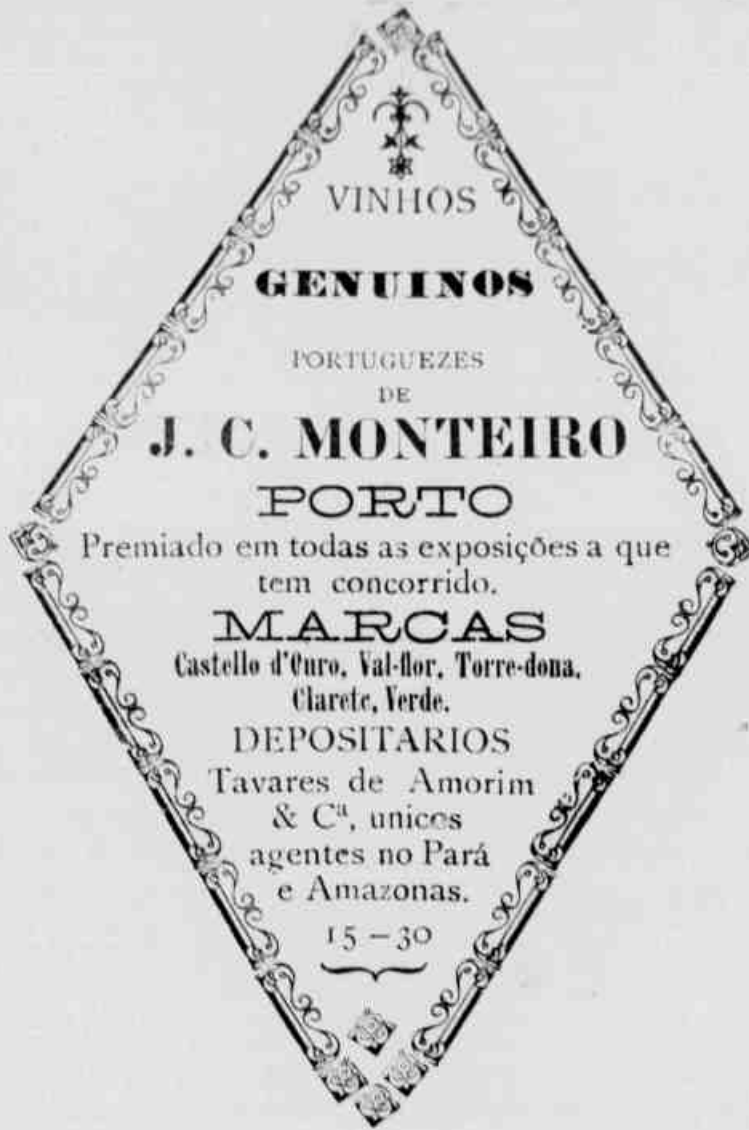 VINHOS
GENUINOS
PORTUGUEZES
DE
J. C. MONTEIRO
PORTO
Premiado em todas as exposições a que
tem concorrido.
MARCAS
Castello d'Ouro, Val-flor, Torre-dona,
Clarete, Verde.
DEPOSITARIOS
Tavares de Amorim
& Cª, unicos
agentes no Pará
e Amazonas.
15—30